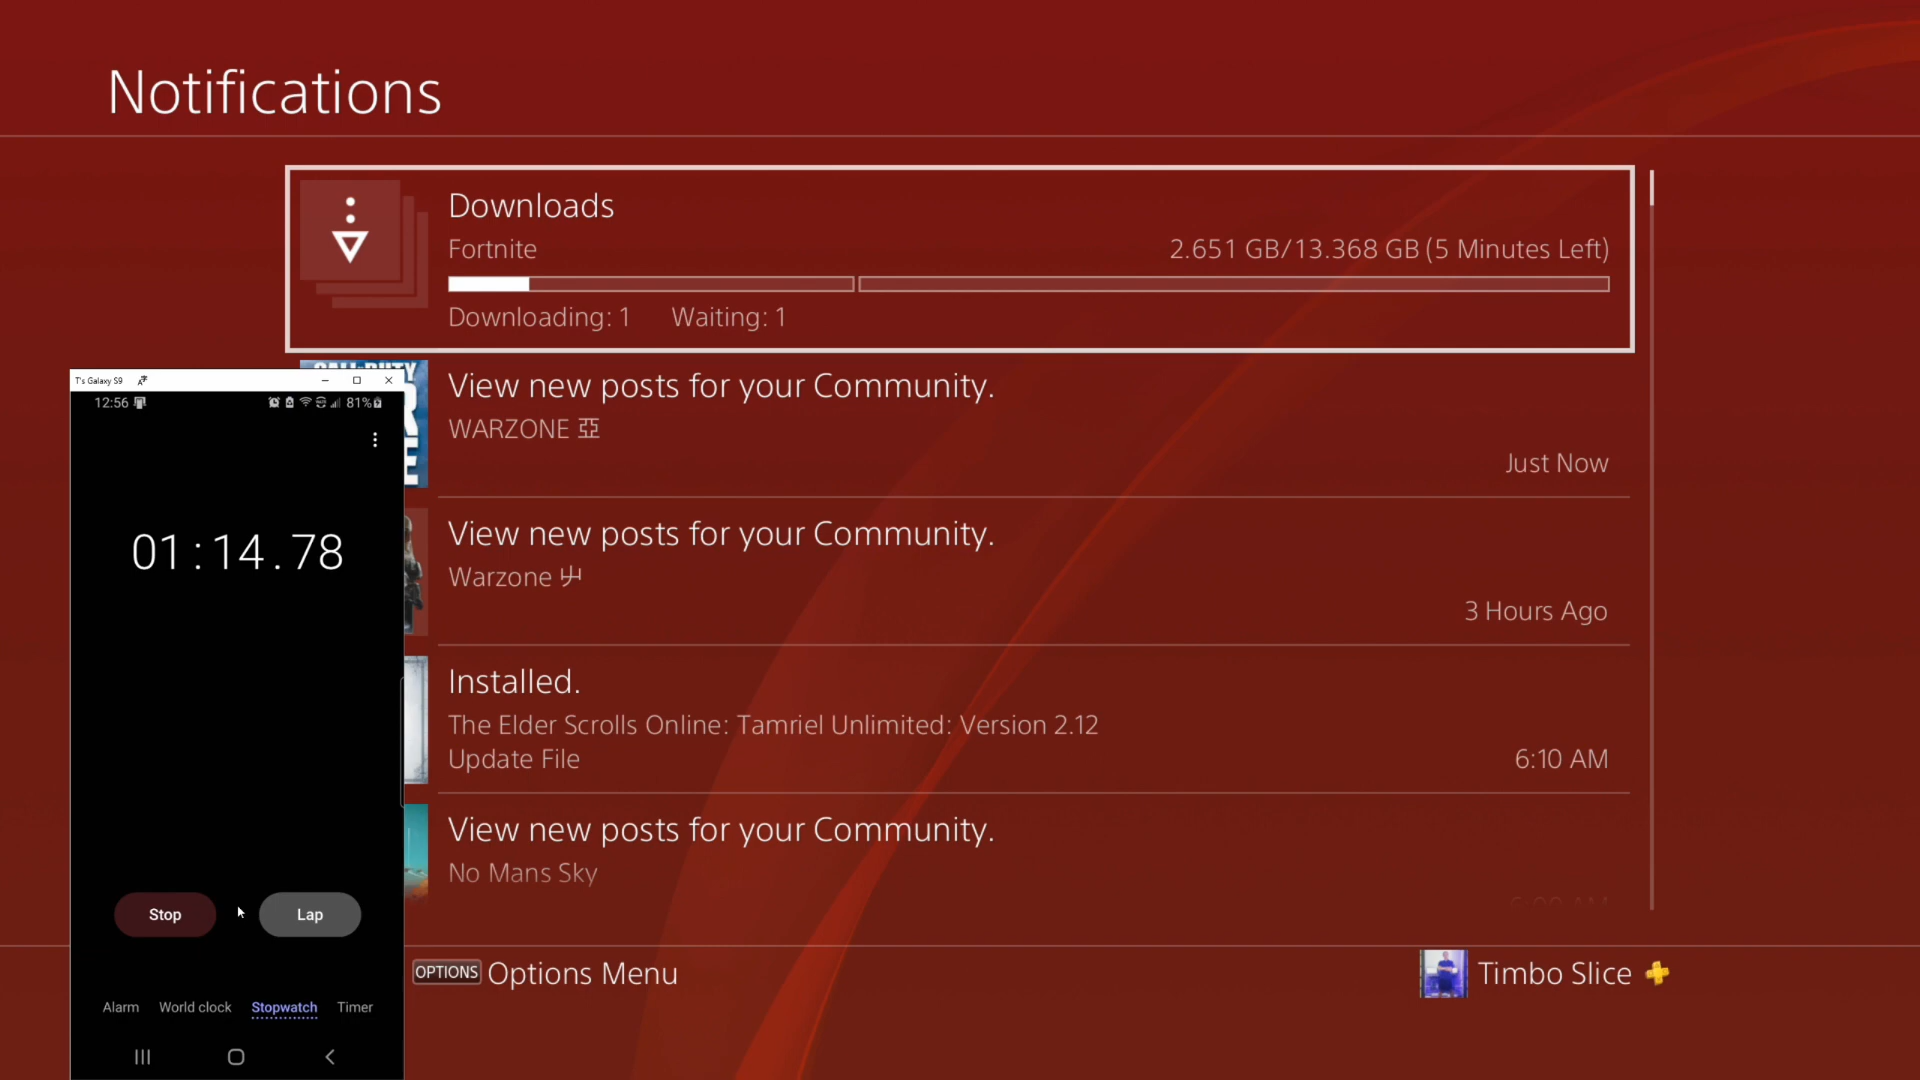 Notifications
Downloads
Fortnite
2.651 GB/13.368 GB (5 Minutes Left)
Downloading: 1 Waiting: 1
View new posts for your Community.
WARZONE 亞
Just Now
View new posts for your Community.
Warzone
3 Hours Ago
Installed.
The Elder Scrolls Online: Tamriel Unlimited: Version 2.12
Update File
6:10 AM
View new posts for your Community.
No Mans Sky
OPTIONS Options Menu
Timbo Slice
T's Galaxy S9
12:56
81%
01:14.78
Stop
Lap
Alarm World clock Stopwatch Timer